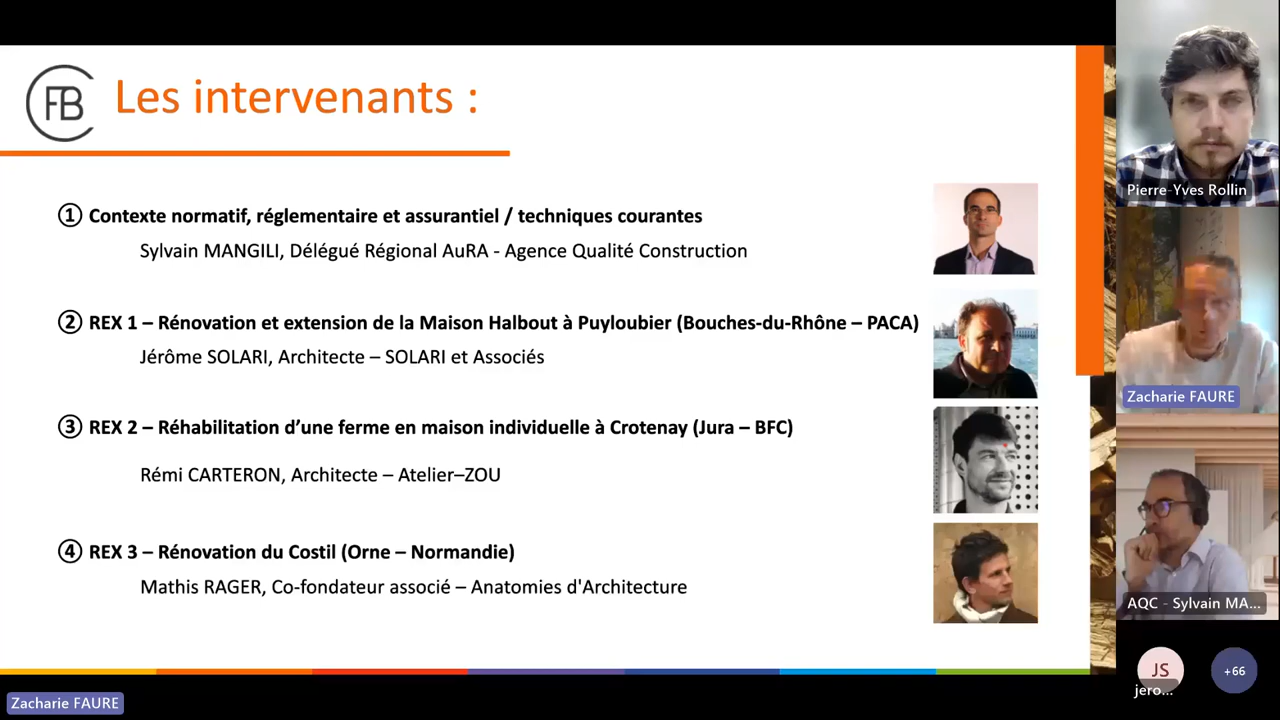 FB
Les intervenants :
① Contexte normatif, réglementaire et assurantiel / techniques courantes
Sylvain MANGILI, Délégué Régional AuRA - Agence Qualité Construction
② REX 1 – Rénovation et extension de la Maison Halbout à Puyloubier (Bouches-du-Rhône – PACA)
Jérôme SOLARI, Architecte – SOLARI et Associés
③ REX 2 – Réhabilitation d’une ferme en maison individuelle à Crotenay (Jura – BFC)
Rémi CARTERON, Architecte – Atelier–ZOU
④ REX 3 – Rénovation du Costil (Orne – Normandie)
Mathis RAGER, Co-fondateur associé – Anatomies d'Architecture
Zacharie FAURE
Pierre-Yves Rollin
Zacharie FAURE
AQC - Sylvain MA...
JS
jero...
+66